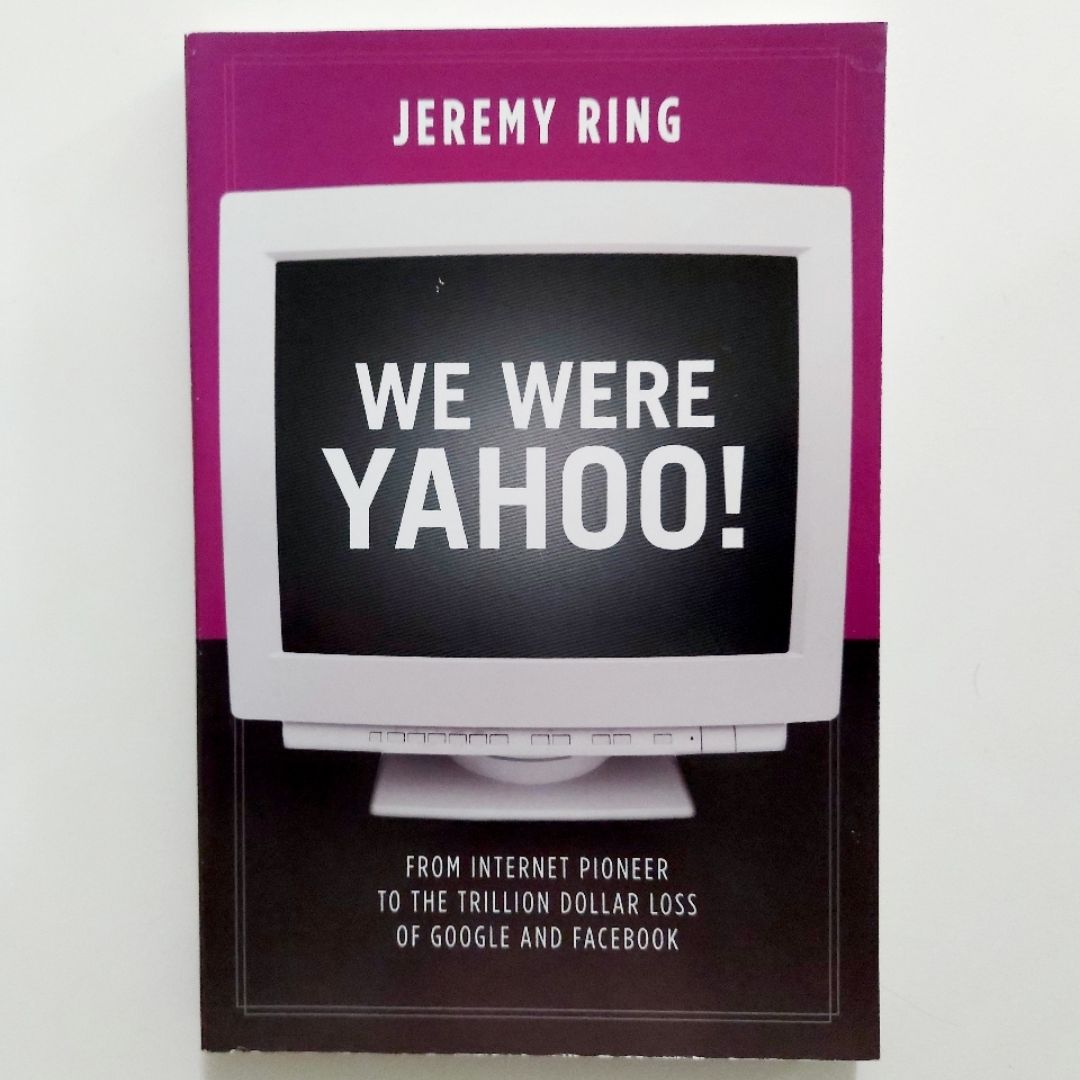 JEREMY RING
WE WERE
YAHOO!
FROM INTERNET PIONEER
TO THE TRILLION DOLLAR LOSS
OF GOOGLE AND FACEBOOK